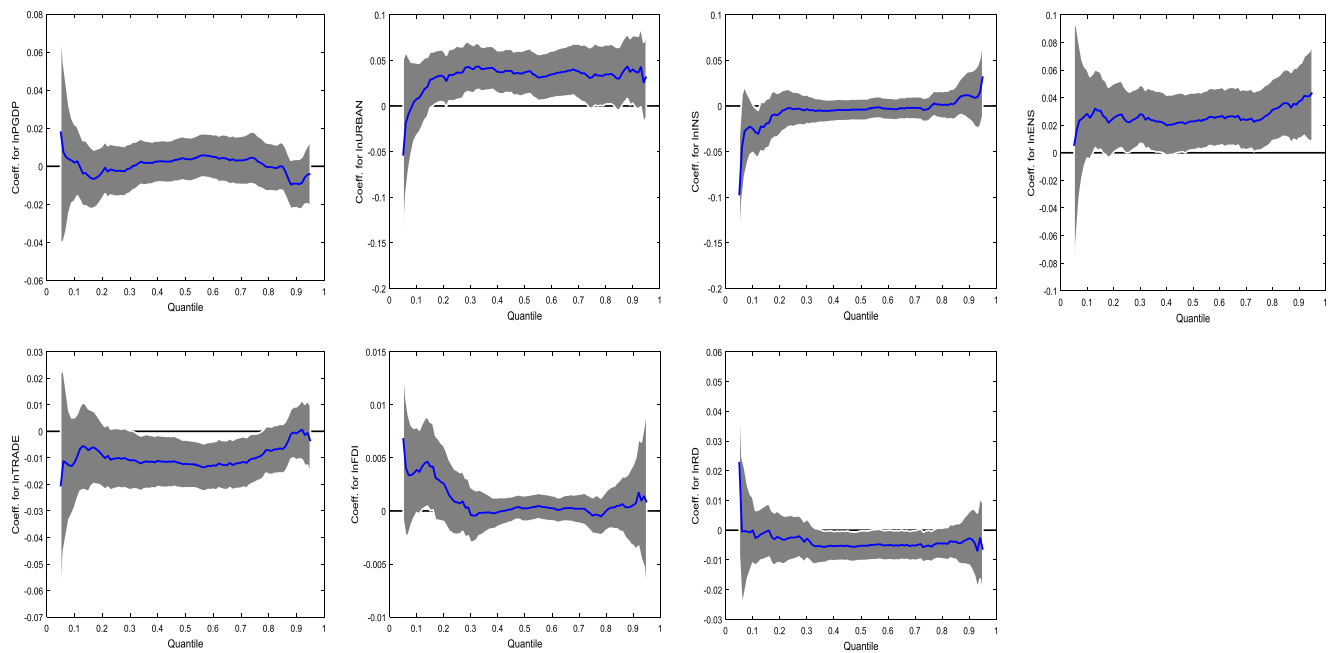 0.08
0.06
0.04
0.02
0
-0.02
-0.04
-0.06
Coeff. for lnPGDP
0 0.1 0.2 0.3 0.4 0.5 0.6 0.7 0.8 0.9 1
Quantile
0.1
0.05
0
-0.05
-0.1
-0.15
-0.2
Coeff. for lnURBAN
0 0.1 0.2 0.3 0.4 0.5 0.6 0.7 0.8 0.9 1
Quantile
0.1
0.05
0
-0.05
-0.1
-0.15
-0.2
Coeff. for lnINS
0 0.1 0.2 0.3 0.4 0.5 0.6 0.7 0.8 0.9 1
Quantile
0.1
0.08
0.06
0.04
0.02
0
-0.02
-0.04
-0.06
-0.08
-0.1
Coeff. for lnENS
0 0.1 0.2 0.3 0.4 0.5 0.6 0.7 0.8 0.9 1
Quantile
0.03
0.02
0.01
0
-0.01
-0.02
-0.03
-0.04
-0.05
-0.06
-0.07
Coeff. for lnTRADE
0 0.1 0.2 0.3 0.4 0.5 0.6 0.7 0.8 0.9 1
Quantile
0.015
0.01
0.005
0
-0.005
-0.01
Coeff. for lnFDI
0 0.1 0.2 0.3 0.4 0.5 0.6 0.7 0.8 0.9 1
Quantile
0.06
0.05
0.04
0.03
0.02
0.01
0
-0.01
-0.02
-0.03
Coeff. for lnRD
0 0.1 0.2 0.3 0.4 0.5 0.6 0.7 0.8 0.9 1
Quantile